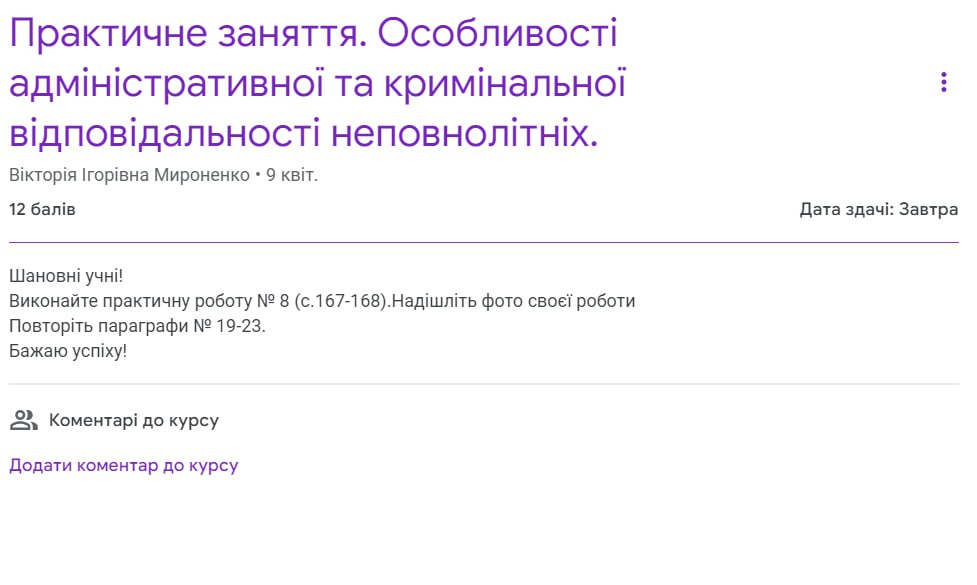 Практичне заняття. Особливості
адміністративної та кримінальної
відповідальності неповнолітніх.
Вікторія Ігорівна Мироненко • 9 квіт.
12 балів
Дата здачі: Завтра
Шановні учні!
Виконайте практичну роботу № 8 (с.167-168).Надішліть фото своєї роботи
Повторіть параграфи № 19-23.
Бажаю успіху!
Коментарі до курсу
Додати коментар до курсу